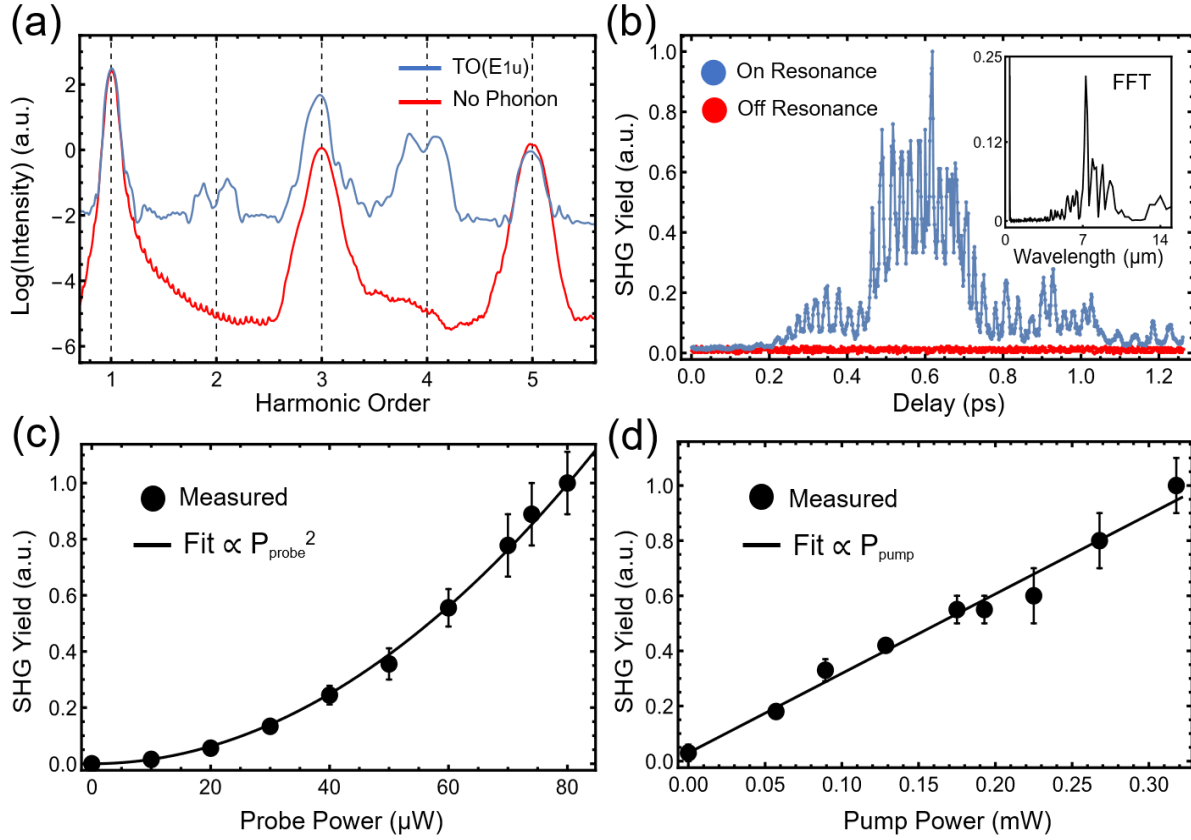 (a)
TO(E1u)
No Phonon
Log(Intensity) (a.u.)
2
0
−2
−4
−6
1
2
3
4
5
Harmonic Order
(b)
On Resonance
Off Resonance
SHG Yield (a.u.)
1.0
0.8
0.6
0.4
0.2
0.0
0.0
0.2
0.4
0.6
0.8
1.0
1.2
Delay (ps)
FFT
0.25
0.12
0
0
7
14
Wavelength (μm)
(c)
Measured
Fit ∝ Pprobe²
SHG Yield (a.u.)
1.0
0.8
0.6
0.4
0.2
0.0
0
20
40
60
80
Probe Power (μW)
(d)
Measured
Fit ∝ Ppump
SHG Yield (a.u.)
1.0
0.8
0.6
0.4
0.2
0.0
0.00
0.05
0.10
0.15
0.20
0.25
0.30
Pump Power (mW)